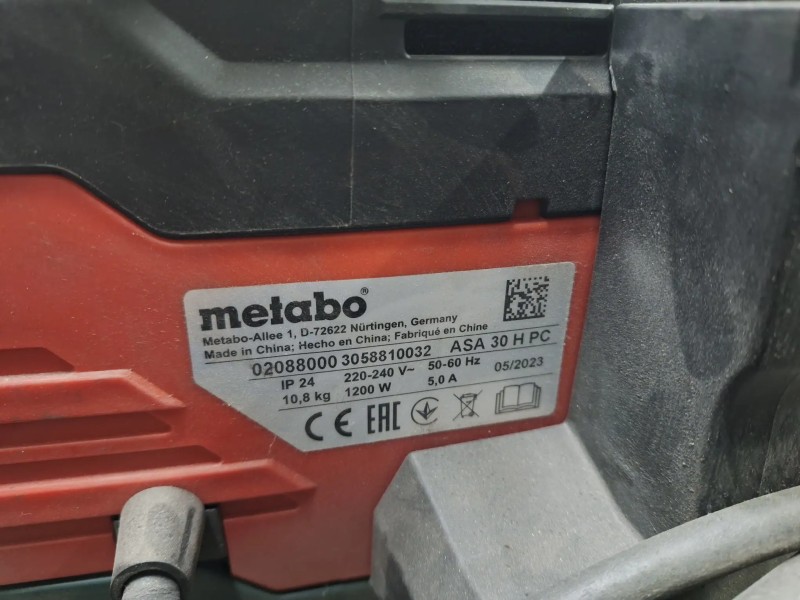 metabo®
Metabo-Allee 1, D-72622 Nürtingen, Germany
Made in China; Hecho en China; Fabriqué en Chine
02088000 3058810032 ASA 30 H PC
IP 24 220-240 V~ 50-60 Hz 05/2023
10,8 kg 1200 W 5,0 A
CE EAC